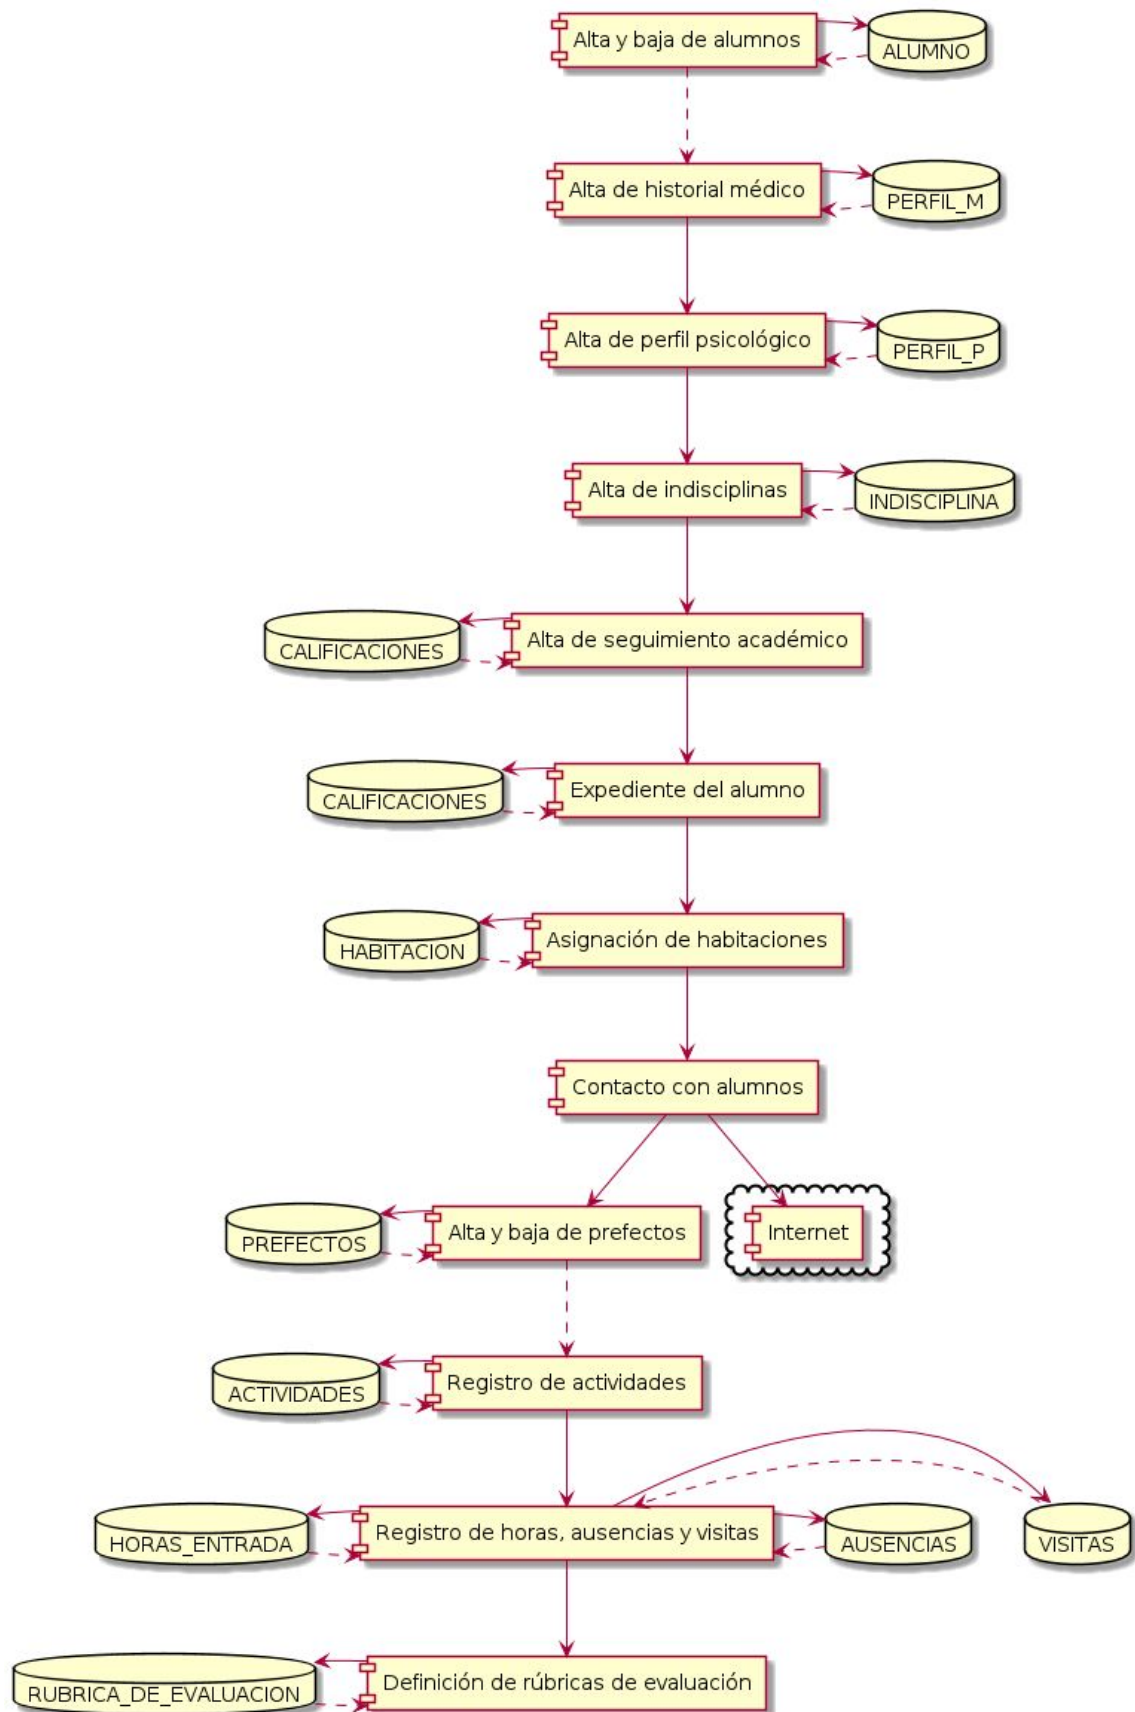 Alta y baja de alumnos
ALUMNO
Alta de historial médico
PERFIL_M
Alta de perfil psicológico
PERFIL_P
Alta de indisciplinas
INDISCIPLINA
CALIFICACIONES
Alta de seguimiento académico
CALIFICACIONES
Expediente del alumno
HABITACION
Asignación de habitaciones
Contacto con alumnos
PREFECTOS
Alta y baja de prefectos
Internet
ACTIVIDADES
Registro de actividades
HORAS_ENTRADA
Registro de horas, ausencias y visitas
AUSENCIAS
VISITAS
RUBRICA_DE_EVALUACION
Definición de rúbricas de evaluación